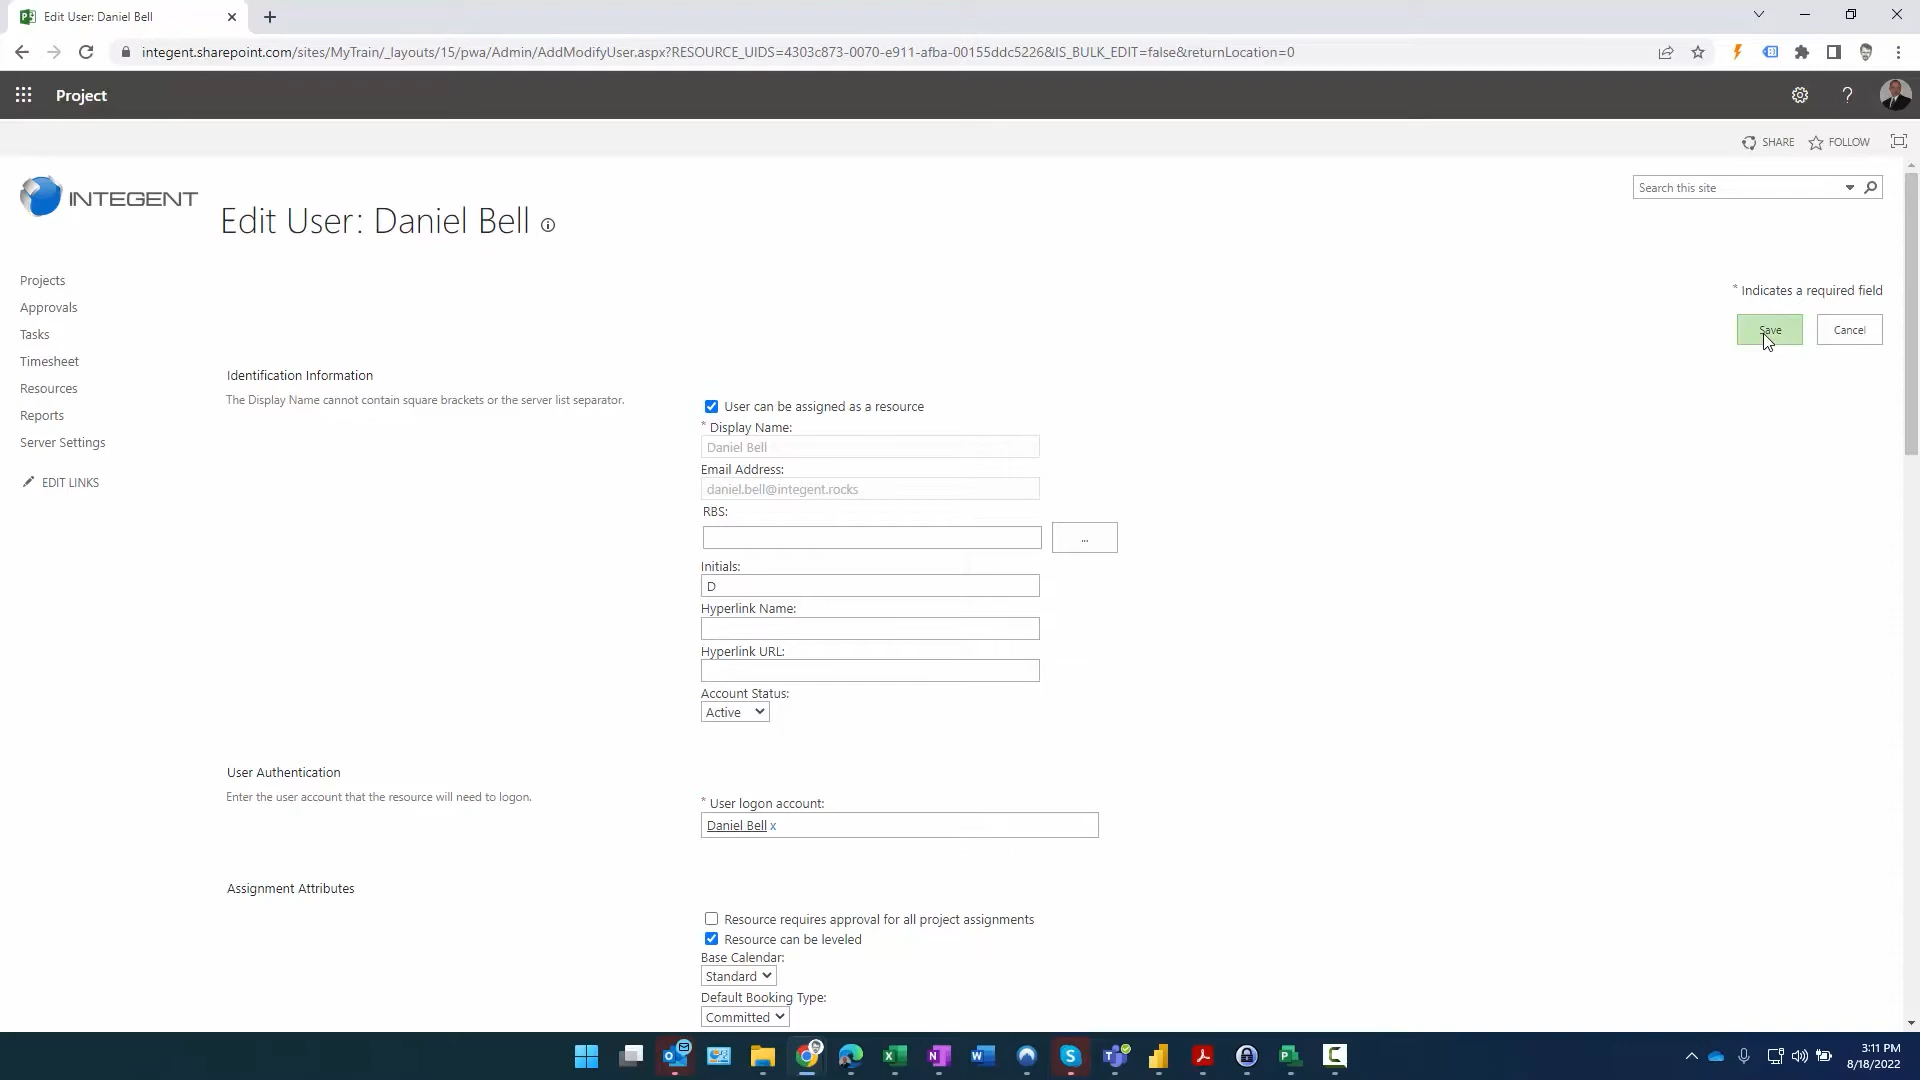 Edit User: Daniel Bell
integent.sharepoint.com/sites/MyTrain/_layouts/15/pwa/Admin/AddModifyUser.aspx?RESOURCE_UIDS=4303c873-0070-e911-afba-00155ddc5226&IS_BULK_EDIT=false&returnLocation=0
Project
SHARE FOLLOW
INTEGENT
Edit User: Daniel Bell
Search this site
Projects
Approvals
Tasks
Timesheet
Resources
Reports
Server Settings
EDIT LINKS
* Indicates a required field
Save Cancel
Identification Information
The Display Name cannot contain square brackets or the server list separator.
User can be assigned as a resource
* Display Name:
Daniel Bell
Email Address:
daniel.bell@integent.rocks
RBS:
...
Initials:
D
Hyperlink Name:
Hyperlink URL:
Account Status:
Active
User Authentication
Enter the user account that the resource will need to logon.
* User logon account:
Daniel Bell x
Assignment Attributes
Resource requires approval for all project assignments
Resource can be leveled
Base Calendar:
Standard
Default Booking Type:
Committed
3:11 PM
8/18/2022